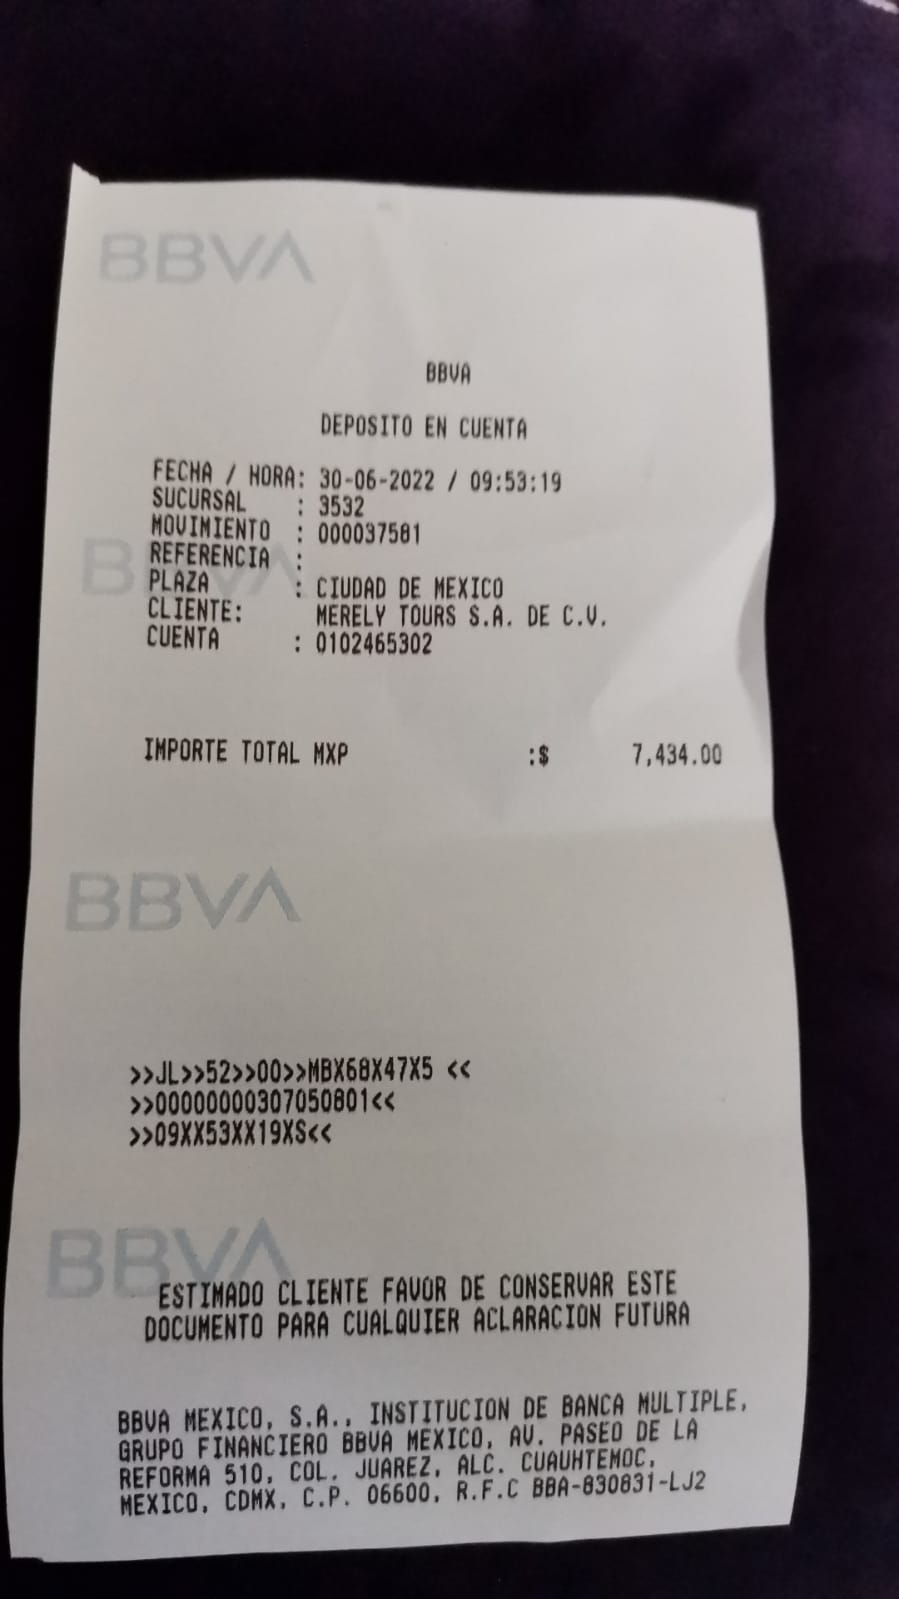 BBVA
BBVA
DEPOSITO EN CUENTA
FECHA / HORA: 30-06-2022 / 09:53:19
SUCURSAL : 3532
MOVIMIENTO : 000037581
REFERENCIA :
BBVA
PLAZA : CIUDAD DE MEXICO
CLIENTE: MERELY TOURS S.A. DE C.V.
CUENTA : 0102465302
IMPORTE TOTAL MXP :$ 7,434.00
BBVA
>>JL>>52>>00>>MBX68X47X5 <<
>>00000000307050801<<
>>09XX53XX19XS<<
BBVA
ESTIMADO CLIENTE FAVOR DE CONSERVAR ESTE
DOCUMENTO PARA CUALQUIER ACLARACION FUTURA
BBVA MEXICO, S.A., INSTITUCION DE BANCA MULTIPLE,
GRUPO FINANCIERO BBVA MEXICO, AV. PASEO DE LA
REFORMA 510, COL. JUAREZ, ALC. CUAUHTEMOC,
MEXICO, CDMX, C.P. 06600, R.F.C BBA-830831-LJ2